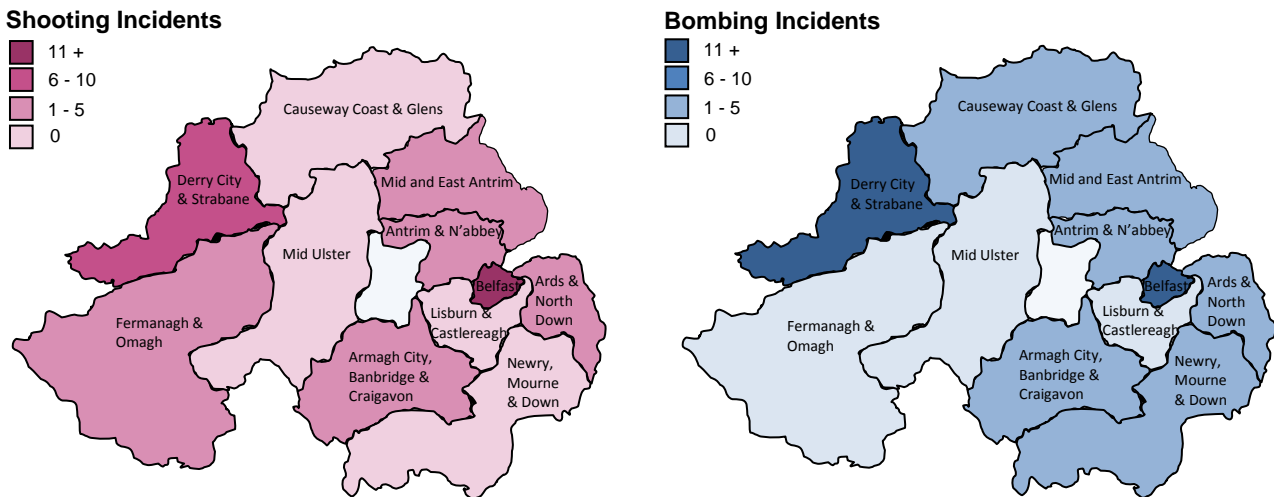 Shooting Incidents
11 +
6 - 10
1 - 5
0
Causeway Coast & Glens
Derry City
& Strabane
Mid and East Antrim
Antrim & N'abbey
Mid Ulster
Belfast
Ards &
North
Down
Lisburn &
Castlereagh
Fermanagh &
Omagh
Armagh City,
Banbridge &
Craigavon
Newry,
Mourne
& Down
Bombing Incidents
11 +
6 - 10
1 - 5
0
Causeway Coast & Glens
Derry City
& Strabane
Mid and East Antrim
Antrim & N'abbey
Mid Ulster
Belfast
Ards &
North
Down
Lisburn &
Castlereagh
Fermanagh &
Omagh
Armagh City,
Banbridge &
Craigavon
Newry,
Mourne
& Down